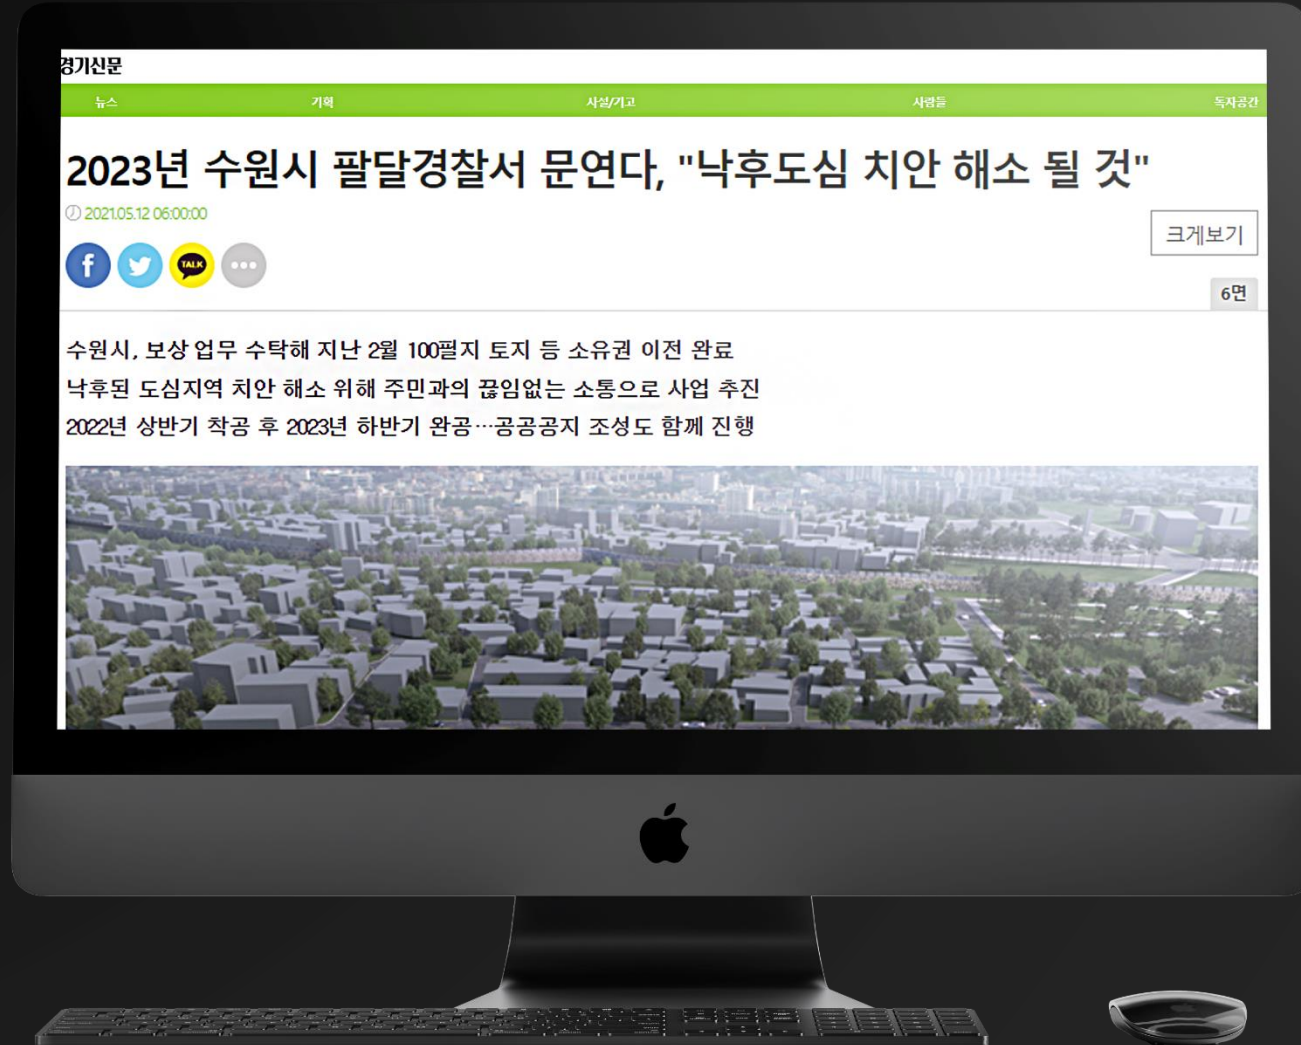 경기신문
뉴스 기획 사설/기고 사람들 독자공간
2023년 수원시 팔달경찰서 문연다, "낙후도심 치안 해소 될 것"
2021.05.12 06:00:00
크게보기
f TALK
6면
수원시, 보상 업무 수탁해 지난 2월 100필지 토지 등 소유권 이전 완료
낙후된 도심지역 치안 해소 위해 주민과의 끊임없는 소통으로 사업 추진
2022년 상반기 착공 후 2023년 하반기 완공…공공공지 조성도 함께 진행